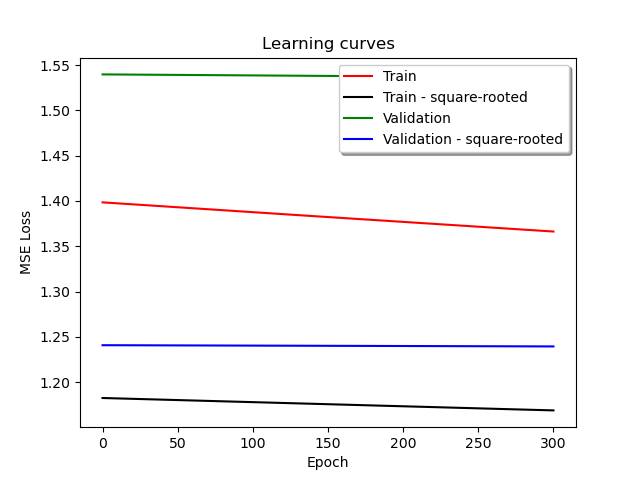 Learning curves
Train
Train - square-rooted
Validation
Validation - square-rooted
MSE Loss
1.55
1.50
1.45
1.40
1.35
1.30
1.25
1.20
0 50 100 150 200 250 300
Epoch